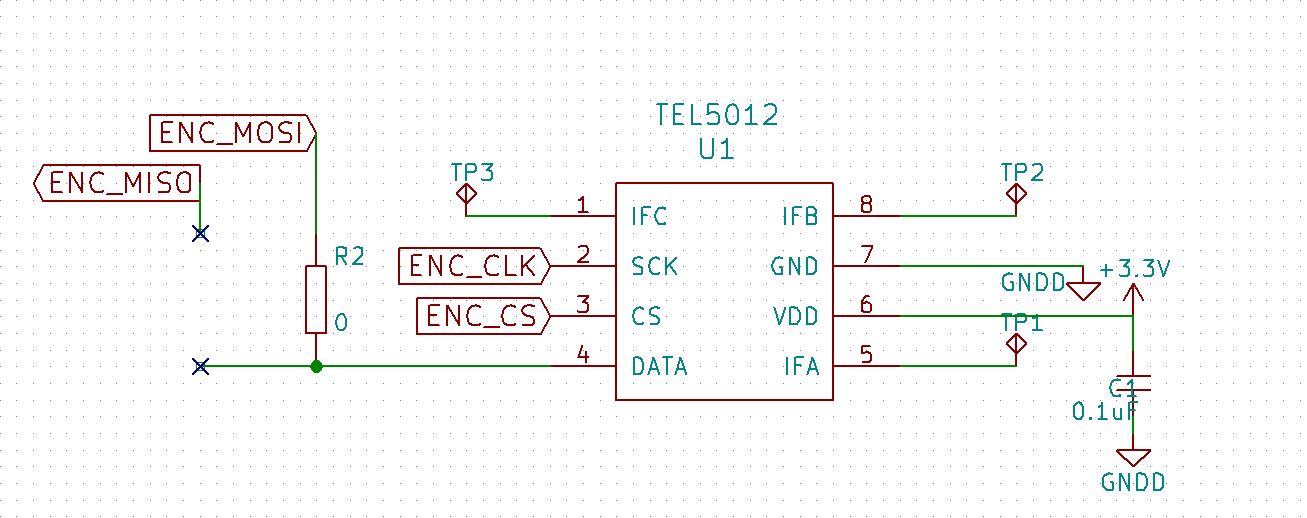 TEL5012
U1
ENC_MOSI
ENC_MISO
TP3
TP2
1
IFC
IFB
8
R2
ENC_CLK
2
SCK
GND
7
GNDD
+3.3V
0
ENC_CS
3
CS
VDD
6
TP1
4
DATA
IFA
5
C1
0.1uF
GNDD